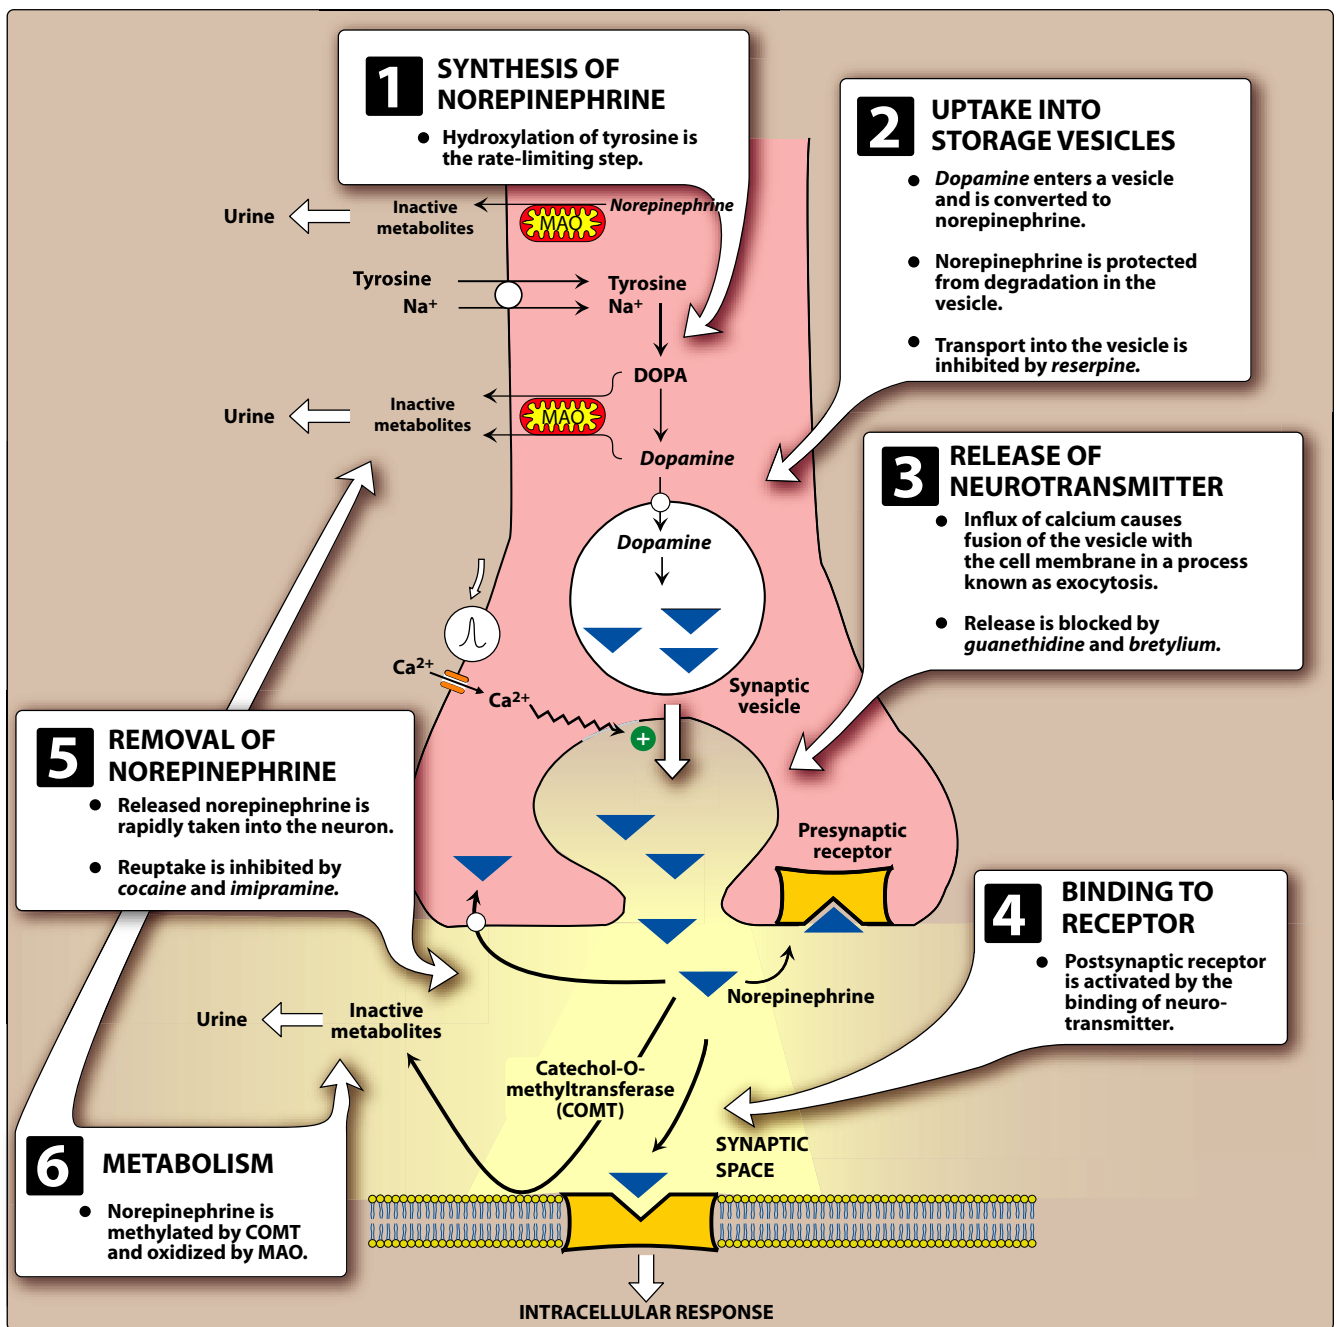 1
SYNTHESIS OF
NOREPINEPHRINE
• Hydroxylation of tyrosine is
the rate-limiting step.
2
UPTAKE INTO
STORAGE VESICLES
• Dopamine enters a vesicle
and is converted to
norepinephrine.
• Norepinephrine is protected
from degradation in the
vesicle.
• Transport into the vesicle is
inhibited by reserpine.
Urine
Inactive
metabolites
MAO
Norepinephrine
Tyrosine
Na+
Tyrosine
Na+
DOPA
Urine
Inactive
metabolites
MAO
Dopamine
Dopamine
3
RELEASE OF
NEUROTRANSMITTER
• Influx of calcium causes
fusion of the vesicle with
the cell membrane in a process
known as exocytosis.
• Release is blocked by
guanethidine and bretylium.
Ca2+
Ca2+
+
Synaptic
vesicle
5
REMOVAL OF
NOREPINEPHRINE
• Released norepinephrine is
rapidly taken into the neuron.
• Reuptake is inhibited by
cocaine and imipramine.
Presynaptic
receptor
4
BINDING TO
RECEPTOR
• Postsynaptic receptor
is activated by the
binding of neuro-
transmitter.
Norepinephrine
Urine
Inactive
metabolites
Catechol-O-
methyltransferase
(COMT)
SYNAPTIC
SPACE
6
METABOLISM
• Norepinephrine is
methylated by COMT
and oxidized by MAO.
INTRACELLULAR RESPONSE